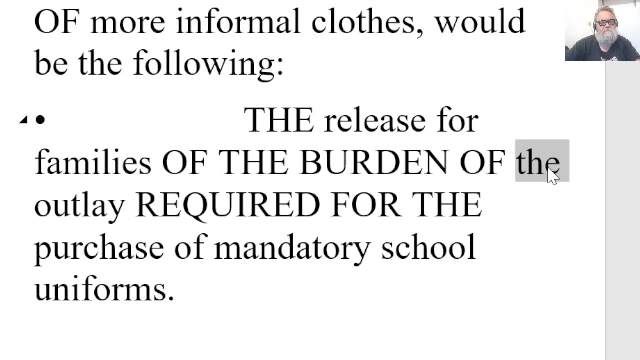 OF more informal clothes, would
be the following:
• THE release for
families OF THE BURDEN OF the
outlay REQUIRED FOR THE
purchase of mandatory school
uniforms.